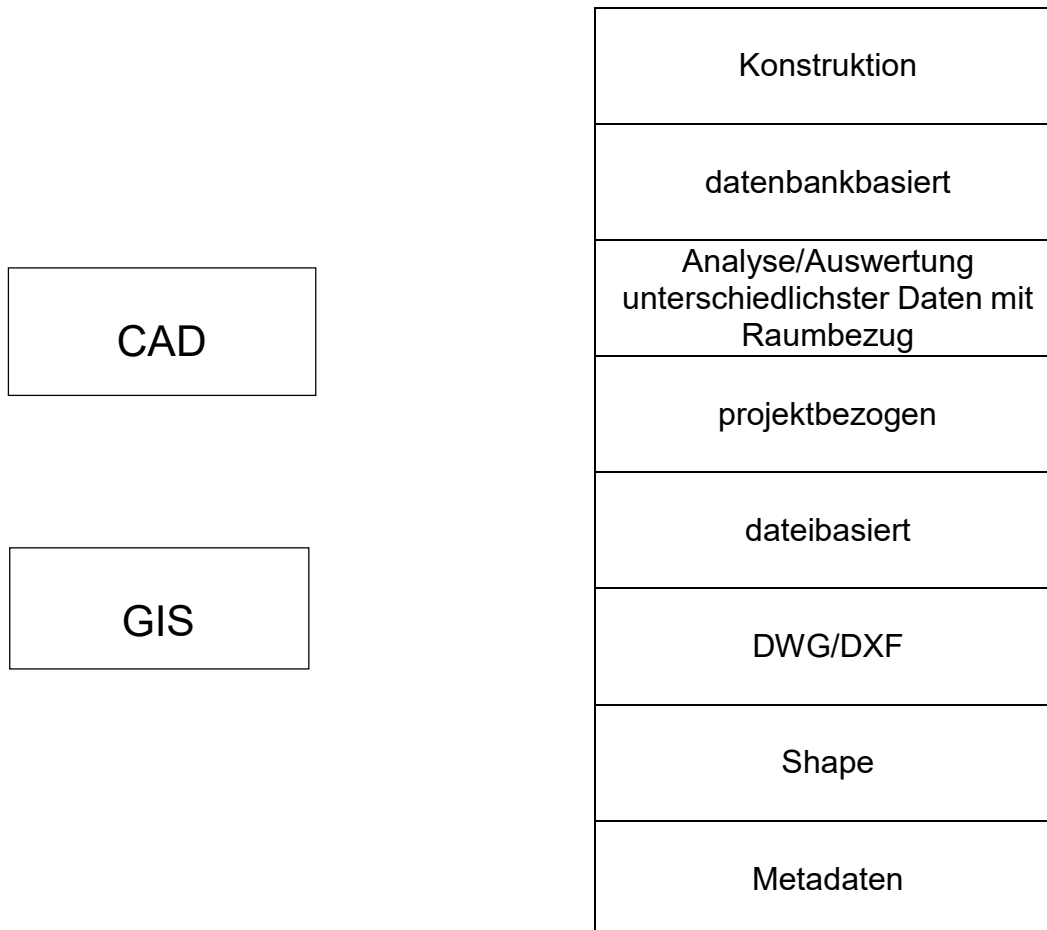 CAD
GIS
Konstruktion
datenbankbasiert
Analyse/Auswertung
unterschiedlichster Daten mit
Raumbezug
projektbezogen
dateibasiert
DWG/DXF
Shape
Metadaten